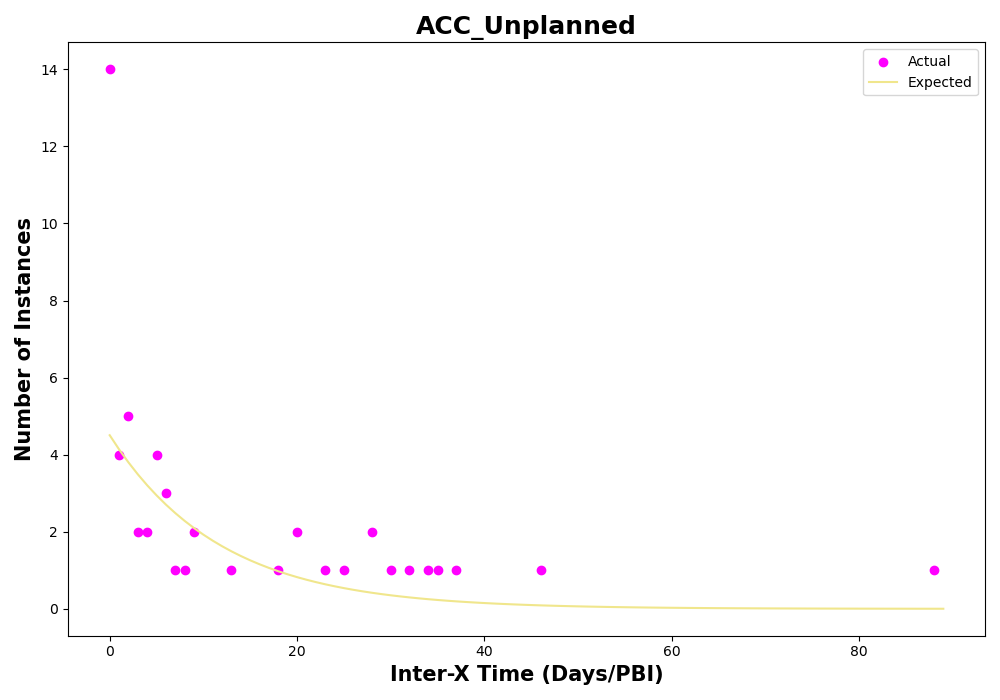 ACC_Unplanned
Actual
Expected
Number of Instances
14
12
10
8
6
4
2
0
0 20 40 60 80
Inter-X Time (Days/PBI)